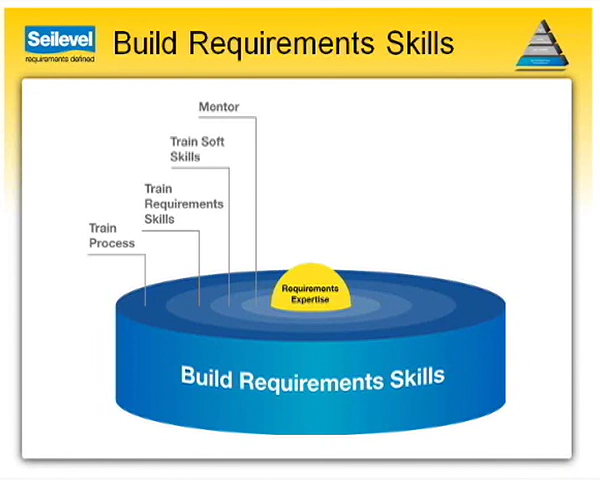 Seilevel
requirements defined
Build Requirements Skills
Mentor
Train Soft
Skills
Train
Requirements
Skills
Train
Process
Requirements
Expertise
Build Requirements Skills